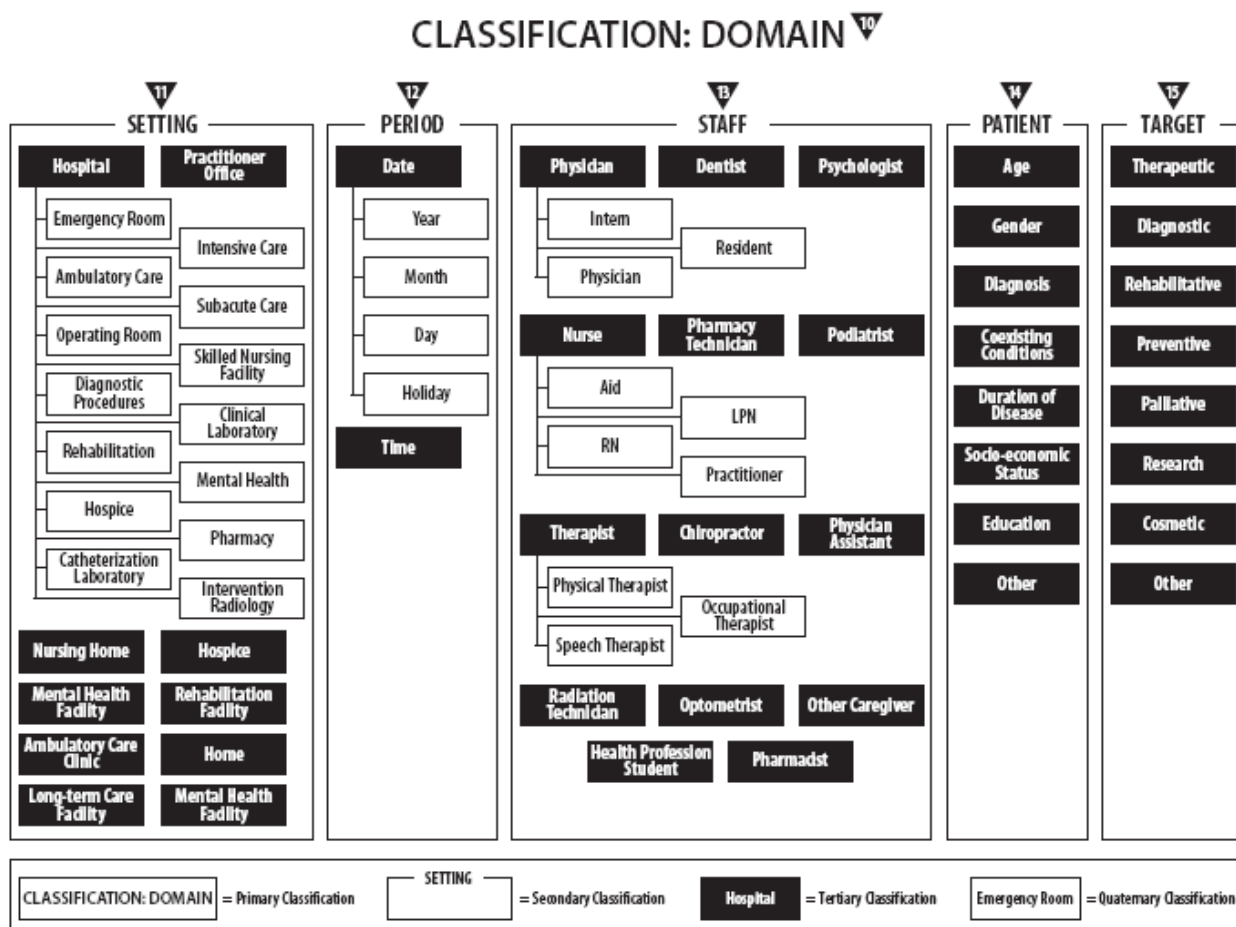 CLASSIFICATION: DOMAIN 10
11
SETTING
Hospital
Practitioner
Office
Emergency Room
Intensive Care
Ambulatory Care
Subacute Care
Operating Room
Skilled Nursing
Facility
Diagnostic
Procedures
Clinical
Laboratory
Rehabilitation
Mental Health
Hospice
Pharmacy
Catheterization
Laboratory
Intervention
Radiology
Nursing Home
Hospice
Mental Health
Facility
Rehabilitation
Facility
Ambulatory Care
Clinic
Home
Long-term Care
Facility
Mental Health
Facility
12
PERIOD
Date
Year
Month
Day
Holiday
Time
13
STAFF
Physician
Dentist
Psychologist
Intern
Resident
Physician
Nurse
Pharmacy
Technician
Podiatrist
Aid
LPN
RN
Practitioner
Therapist
Chiropractor
Physician
Assistant
Physical Therapist
Occupational
Therapist
Speech Therapist
Radiation
Technician
Optometrist
Other Caregiver
Health Profession
Student
Pharmacist
14
PATIENT
Age
Gender
Diagnosis
Coexisting
Conditions
Duration of
Disease
Socio-economic
Status
Education
Other
15
TARGET
Therapeutic
Diagnostic
Rehabilitative
Preventive
Palliative
Research
Cosmetic
Other
CLASSIFICATION: DOMAIN = Primary Classification
SETTING = Secondary Classification
Hospital = Tertiary Classification
Emergency Room = Quaternary Classification